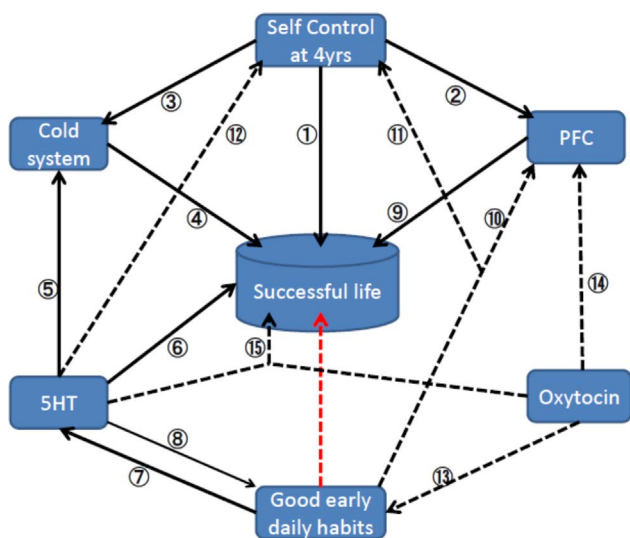 Self Control
at 4yrs
③
②
⑫
①
⑪
Cold
system
PFC
④
⑨
⑩
⑤
Successful life
⑭
⑥
⑮
5HT
Oxytocin
⑧
⑦
⑬
Good early
daily habits